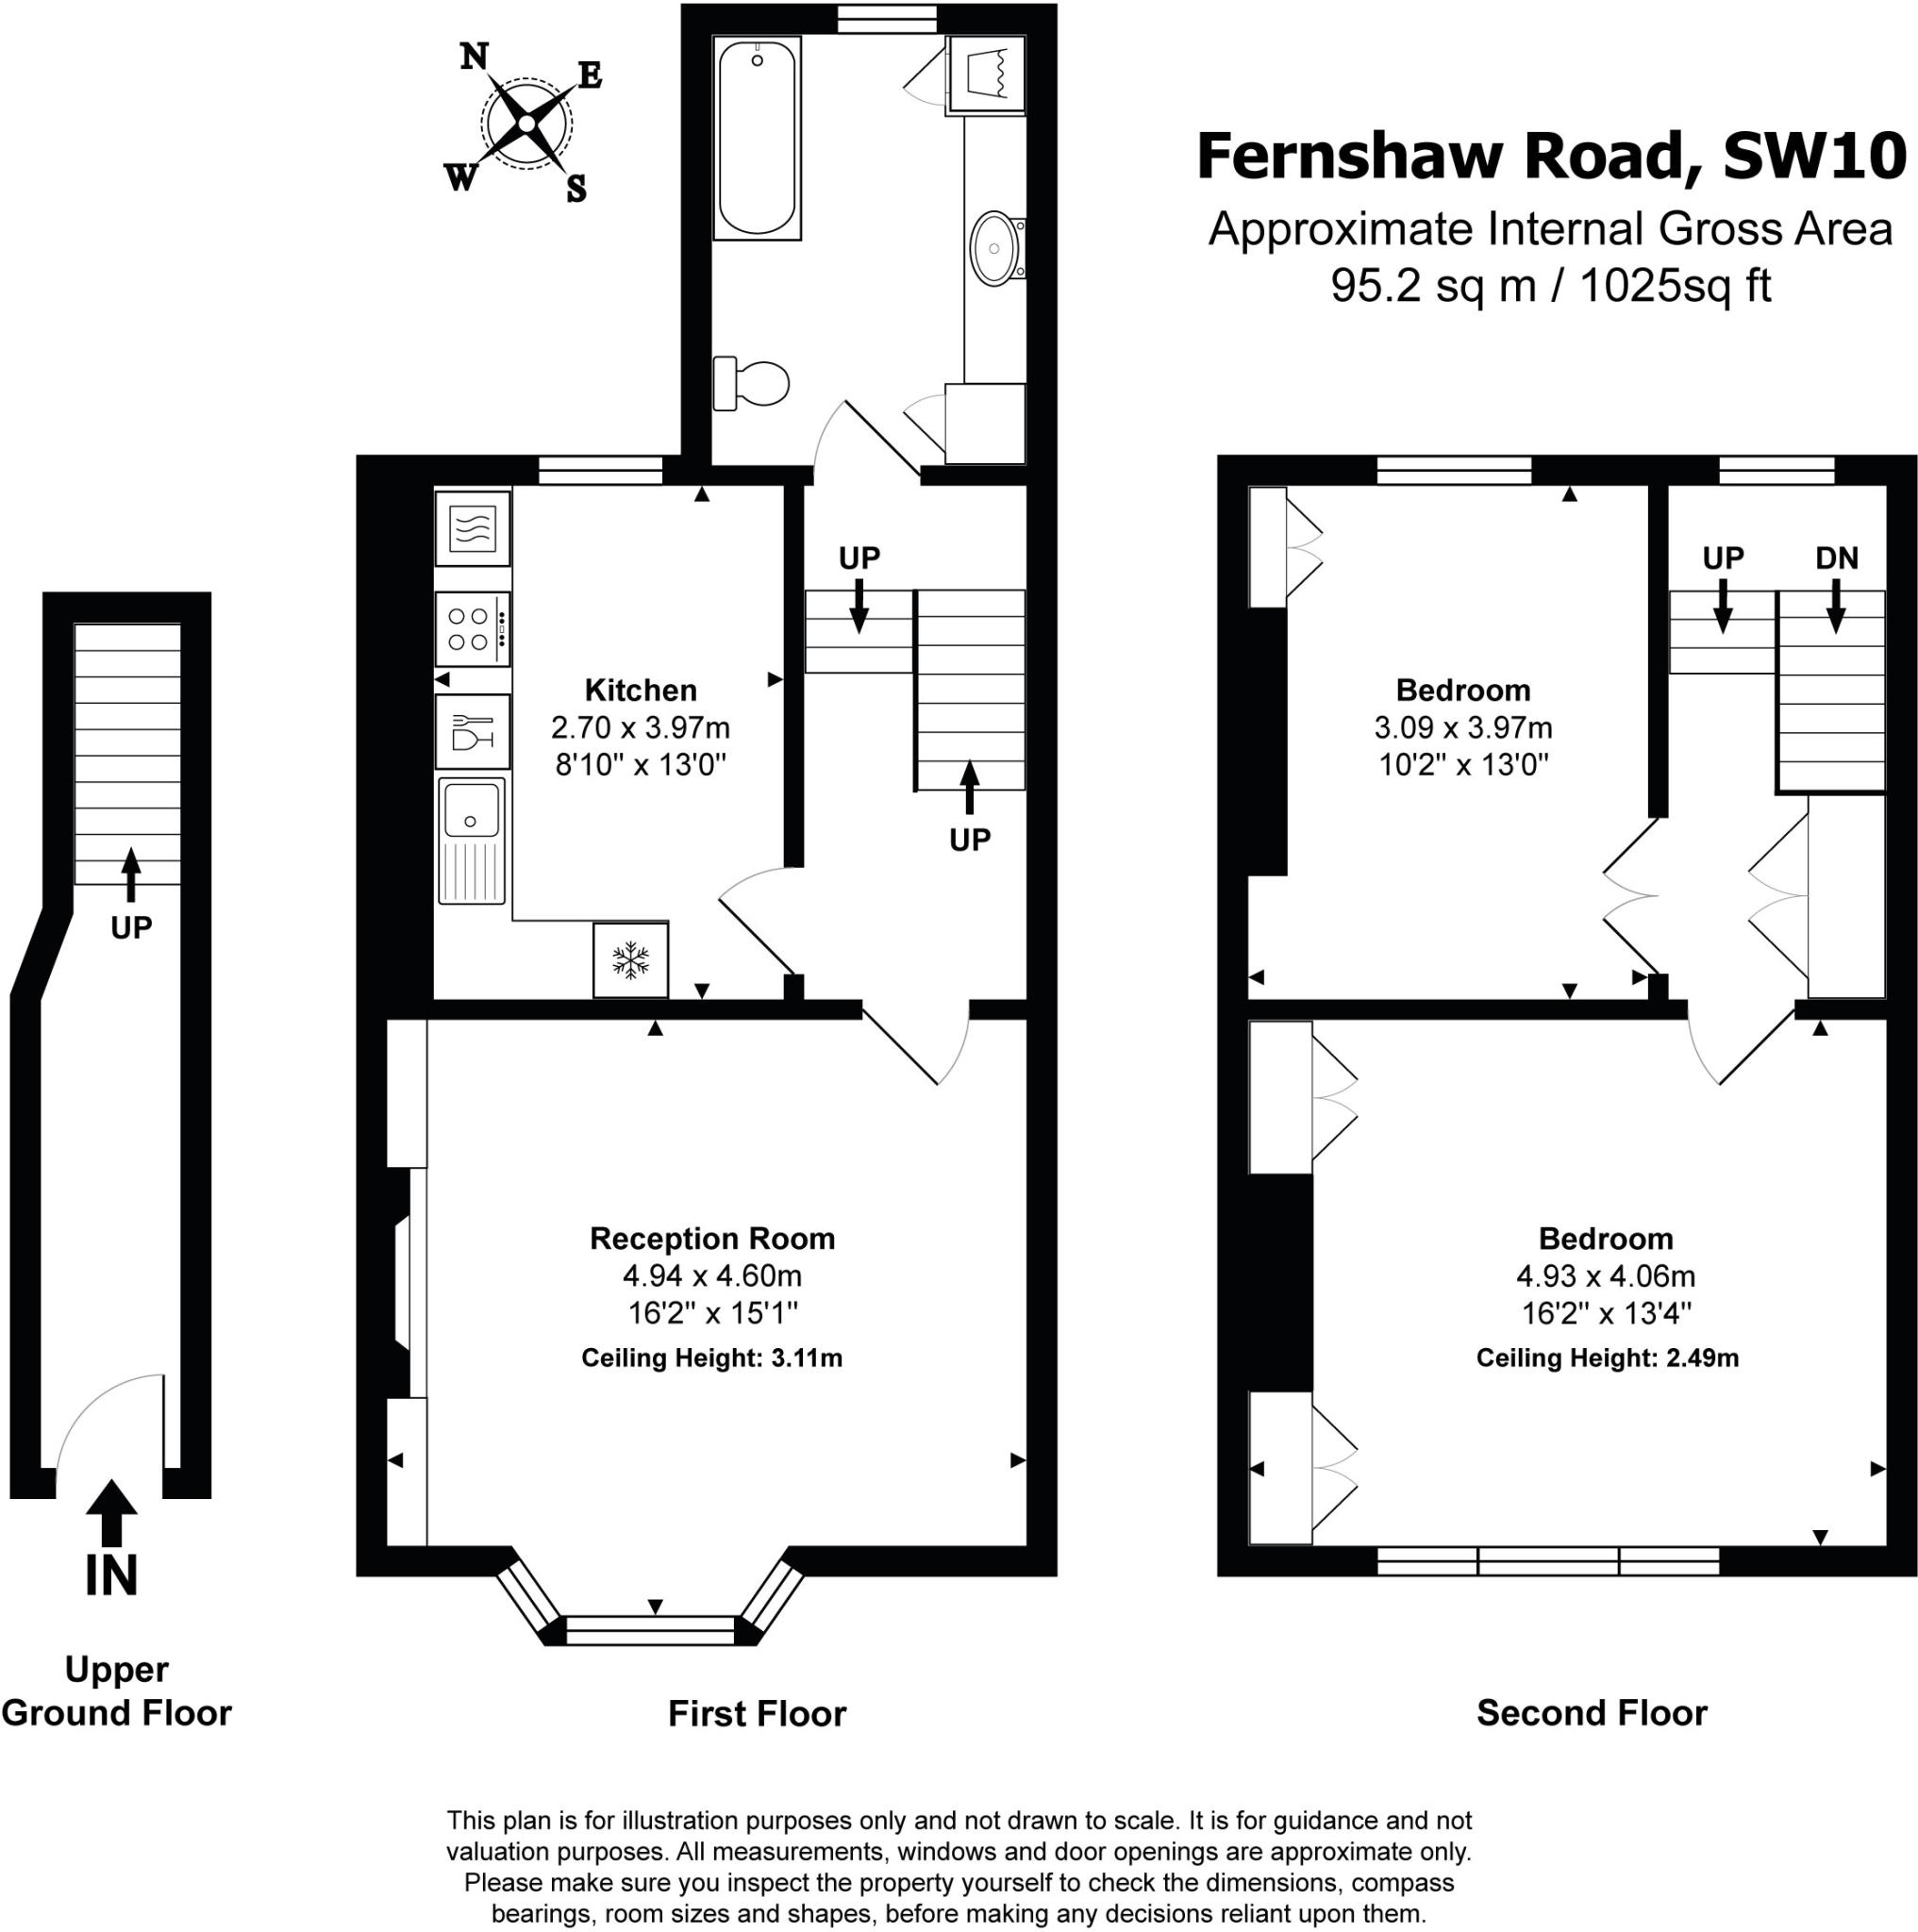 N
E
W
S
Fernshaw Road, SW10
Approximate Internal Gross Area
95.2 sq m / 1025sq ft
UP
IN
Upper
Ground Floor
UP
Kitchen
2.70 x 3.97m
8'10" x 13'0"
UP
Reception Room
4.94 x 4.60m
16'2" x 15'1"
Ceiling Height: 3.11m
First Floor
UP
DN
Bedroom
3.09 x 3.97m
10'2" x 13'0"
Bedroom
4.93 x 4.06m
16'2" x 13'4"
Ceiling Height: 2.49m
Second Floor
This plan is for illustration purposes only and not drawn to scale. It is for guidance and not
valuation purposes. All measurements, windows and door openings are approximate only.
Please make sure you inspect the property yourself to check the dimensions, compass
bearings, room sizes and shapes, before making any decisions reliant upon them.